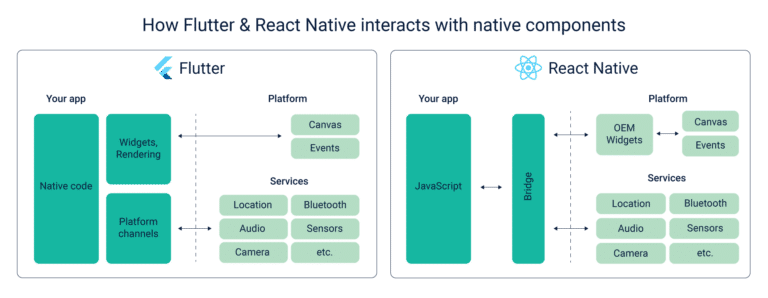 How Flutter & React Native interacts with native components
Flutter
Your app
Platform
Native code
Widgets,
Rendering
Canvas
Events
Platform
channels
Services
Location
Bluetooth
Audio
Sensors
Camera
etc.
React Native
Your app
Platform
JavaScript
Bridge
OEM
Widgets
Canvas
Events
Services
Location
Bluetooth
Audio
Sensors
Camera
etc.